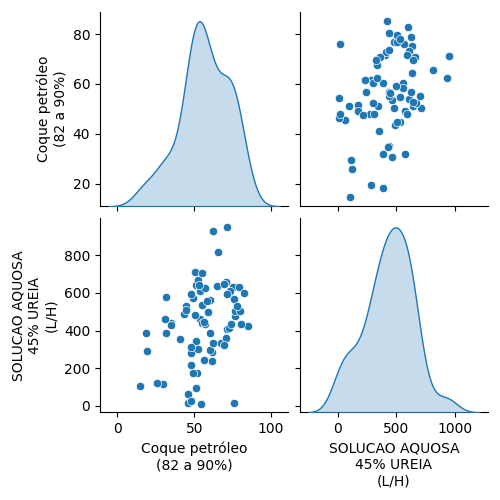 Coque petróleo
(82 a 90%)
80
60
40
20
SOLUCAO AQUOSA
45% UREIA
(L/H)
800
600
400
200
0
0
50
100
Coque petróleo
(82 a 90%)
0
500
1000
SOLUCAO AQUOSA
45% UREIA
(L/H)